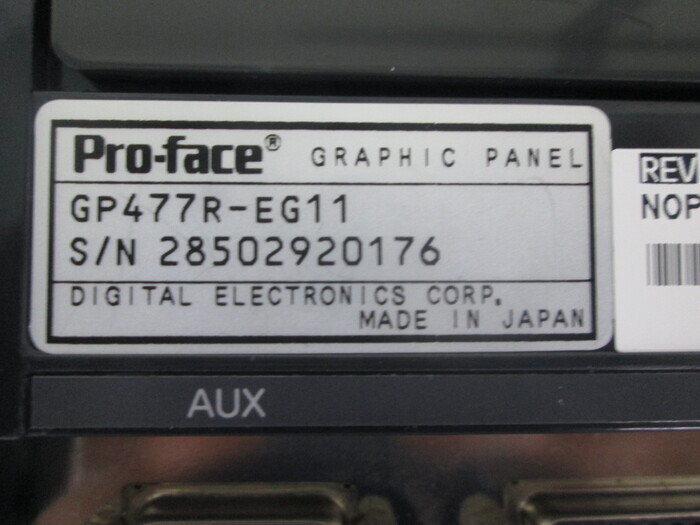 Pro-face® GRAPHIC PANEL
GP477R-EG11
S/N 28502920176
DIGITAL ELECTRONICS CORP.
MADE IN JAPAN
REV
NOP
AUX